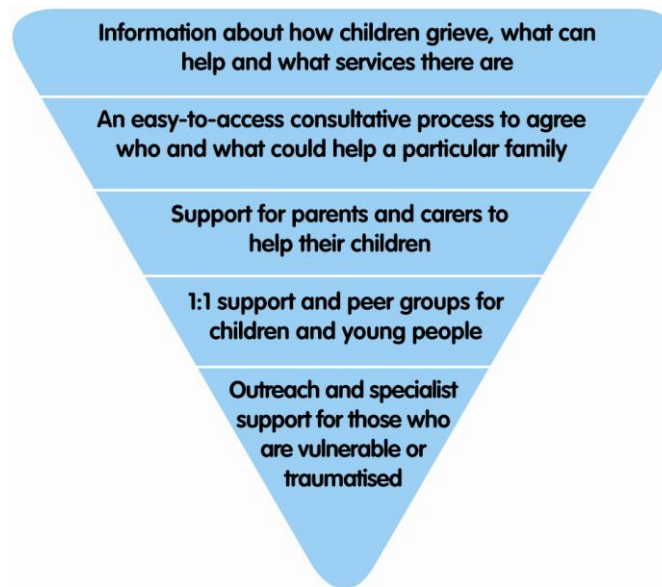 Information about how children grieve, what can
help and what services there are
An easy-to-access consultative process to agree
who and what could help a particular family
Support for parents and carers to
help their children
1:1 support and peer groups for
children and young people
Outreach and specialist
support for those who
are vulnerable or
traumatised